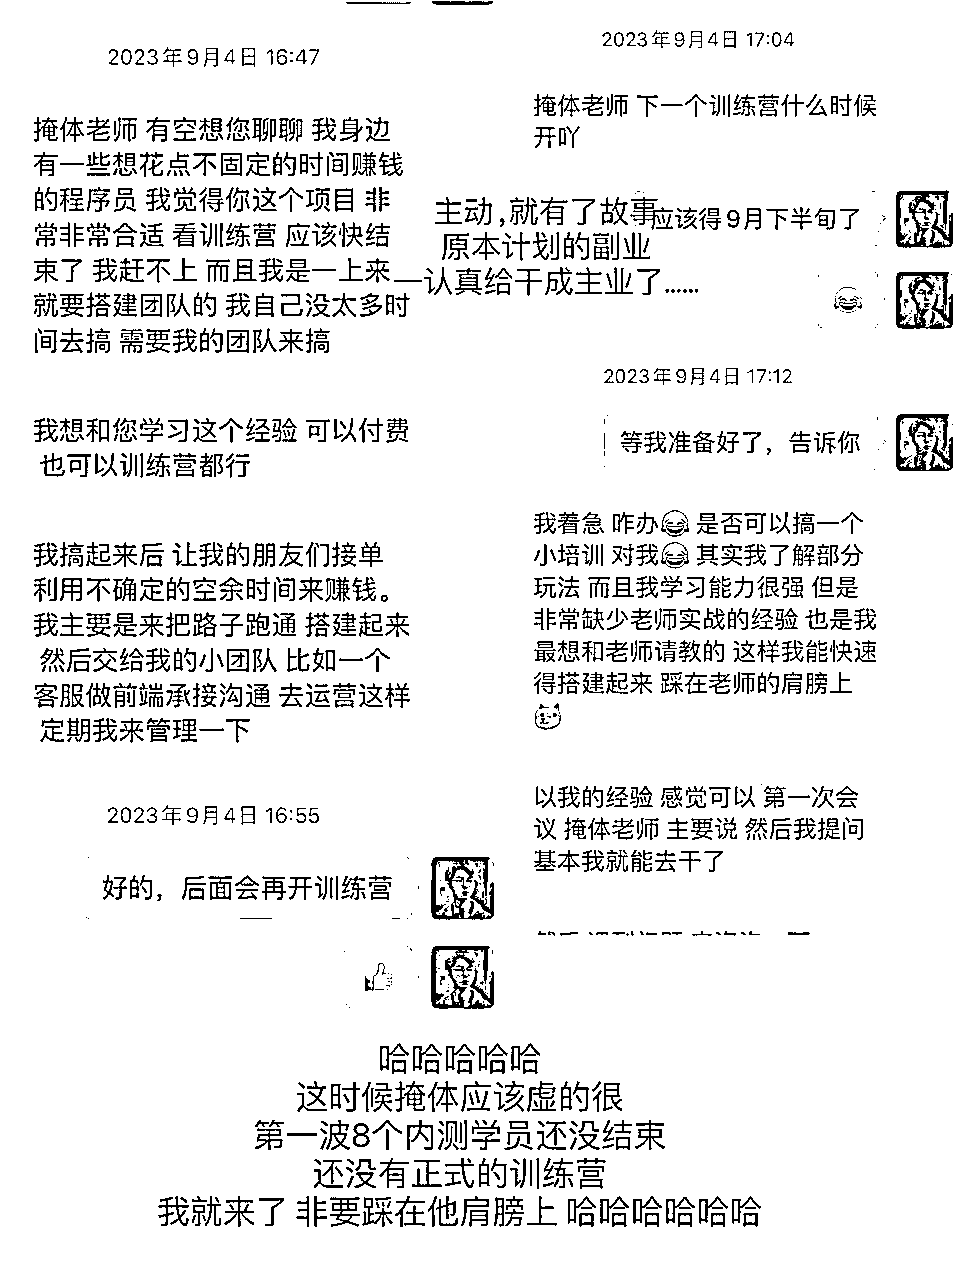 2023年9月4日 16:47
掩体老师 有空想您聊聊 我身边
有一些想花点不固定的时间赚钱
的程序员 我觉得你这个项目 非
常非常合适 看训练营 应该快结
束了 我赶不上 而且我是一上来
就要搭建团队的 我自己没太多时
间去搞 需要我的团队来搞
我想和您学习这个经验 可以付费
也可以训练营都行
我搞起来后 让我的朋友们接单
利用不确定的空余时间来赚钱。
我主要是来把路子跑通 搭建起来
然后交给我的小团队 比如一个
客服做前端承接沟通 去运营这样
定期我来管理一下
2023年9月4日 16:55
好的，后面会再开训练营
主动,就有了故事
原本计划的副业
一认真给干成主业了......
2023年9月4日 17:04
掩体老师 下一个训练营什么时候
开吖
应该得9月下半旬了
2023年9月4日 17:12
等我准备好了，告诉你
我着急 咋办😂 是否可以搞一个
小培训 对我😂 其实我了解部分
玩法 而且我学习能力很强 但是
非常缺少老师实战的经验 也是我
最想和老师请教的 这样我能快速
得搭建起来 踩在老师的肩膀上
以我的经验 感觉可以 第一次会
议 掩体老师 主要说 然后我提问
基本我就能去干了
哈哈哈哈哈
这时候掩体应该虚的很
第一波8个内测学员还没结束
还没有正式的训练营
我就来了 非要踩在他肩膀上 哈哈哈哈哈哈